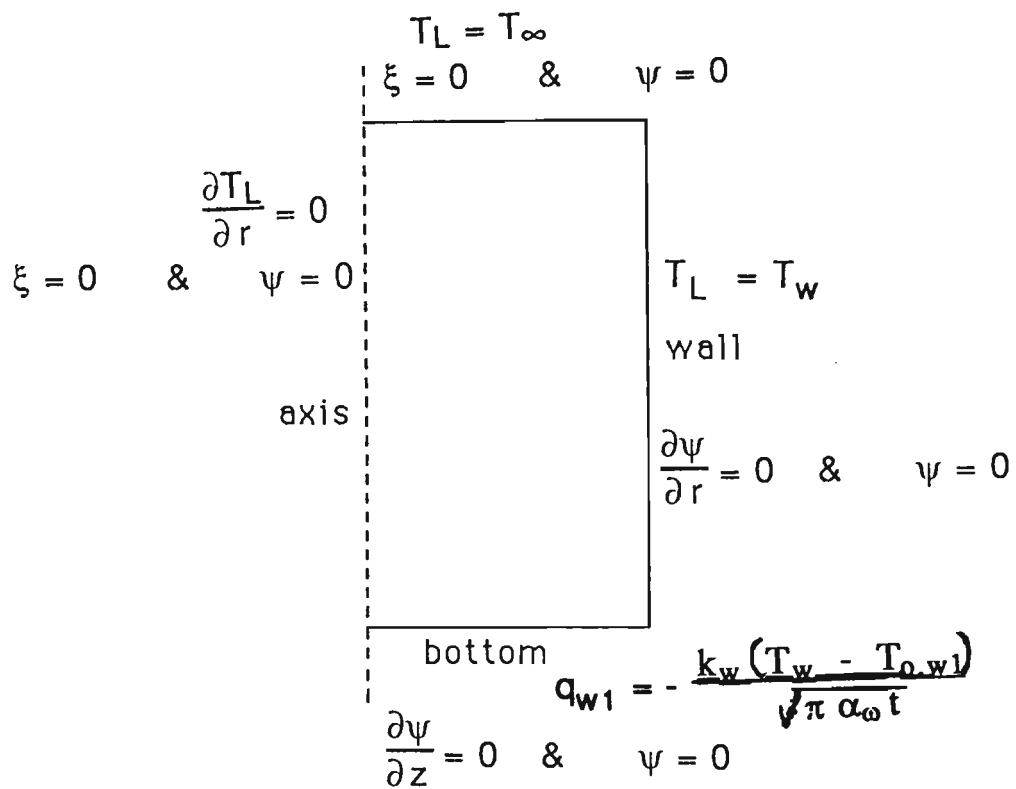 T_L = T_∞
ξ = 0 & ψ = 0
∂T_L/∂r = 0
ξ = 0 & ψ = 0
T_L = T_w
wall
axis
∂ψ/∂r = 0 & ψ = 0
bottom
q_w1 = - k_w (T_w - T_o,w1) / √π α_ω t
∂ψ/∂z = 0 & ψ = 0